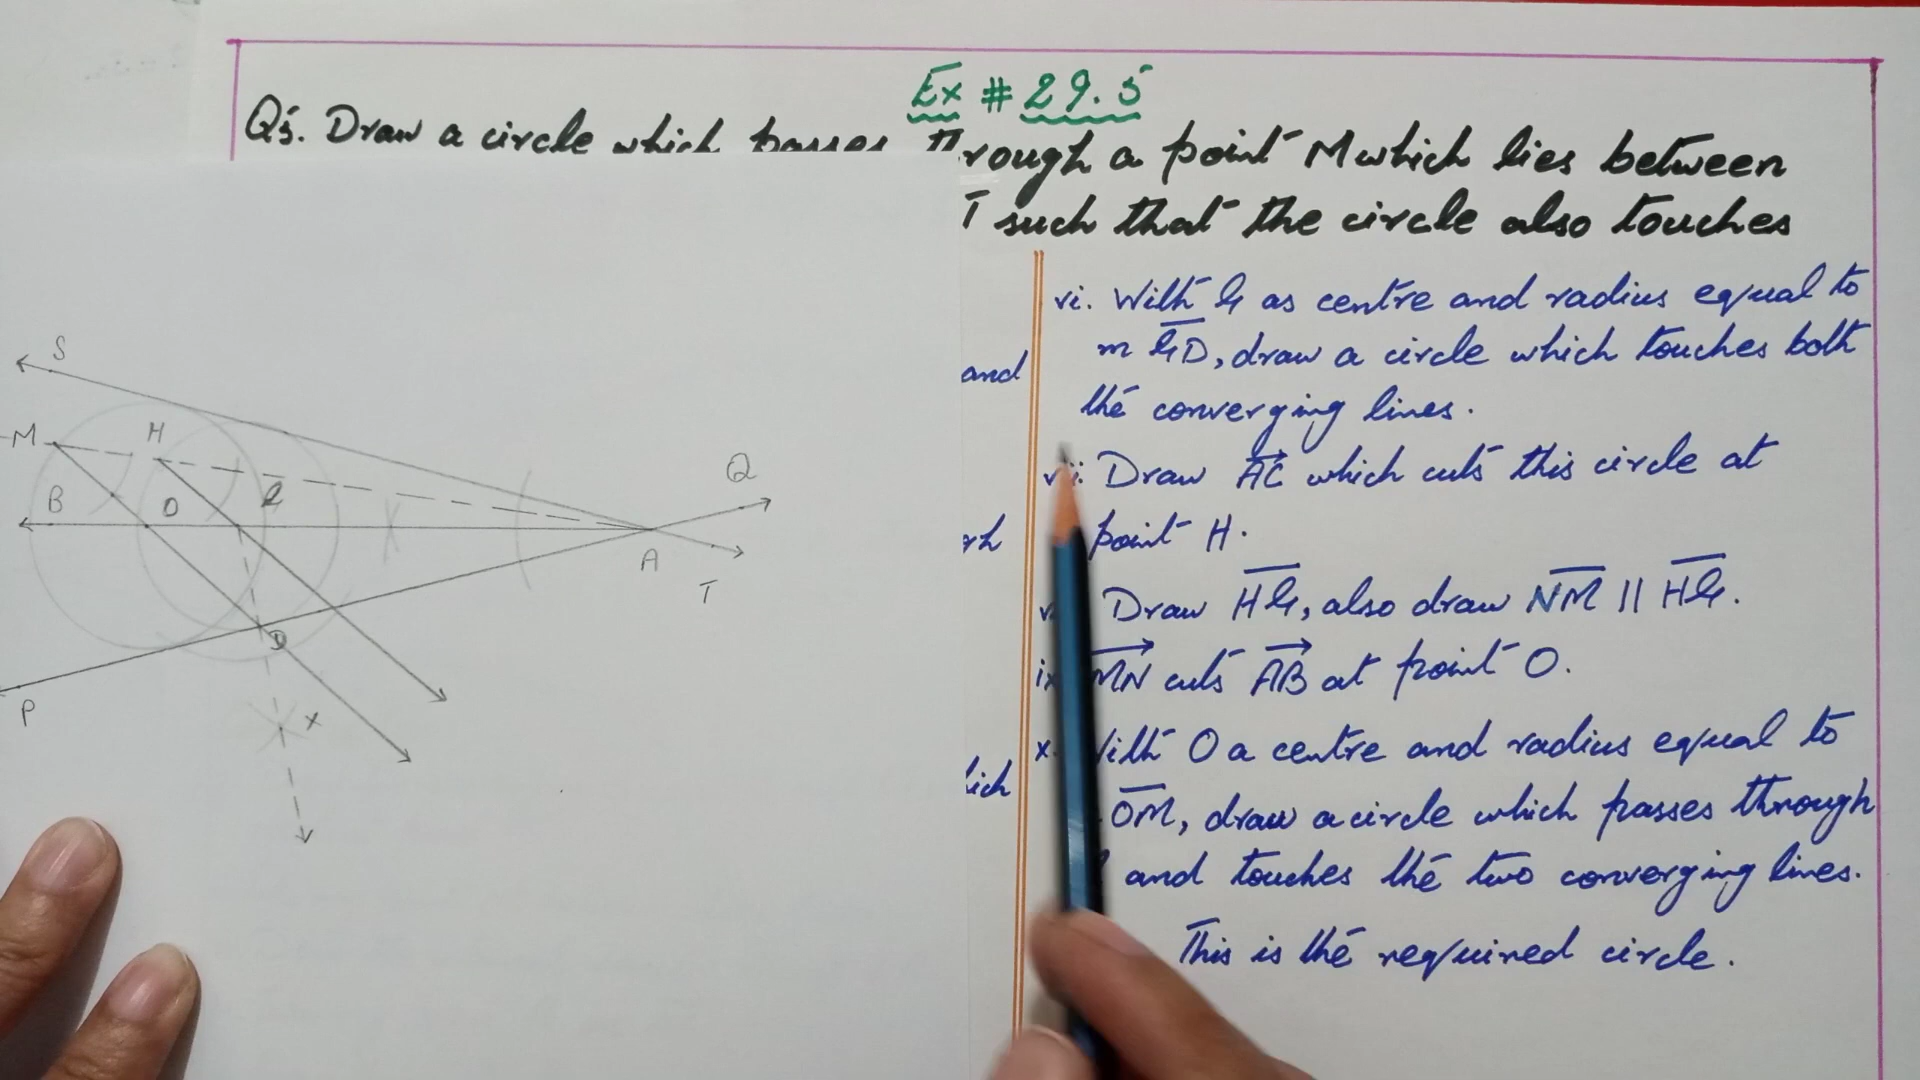 Ex # 29.5
Q5. Draw a circle which passes through a point M which lies between
T such that the circle also touches
vi. With G as centre and radius equal to
m GD, draw a circle which touches both
and
the converging lines.
Draw AC which cuts this circle at
point H.
Draw HG, also draw NM || HG.
ix MN cuts AB at point O.
x. With O a centre and radius equal to
OM, draw a circle which passes through
and touches the two converging lines.
This is the required circle.
S
M
H
B
O
Q
A
T
D
P
X